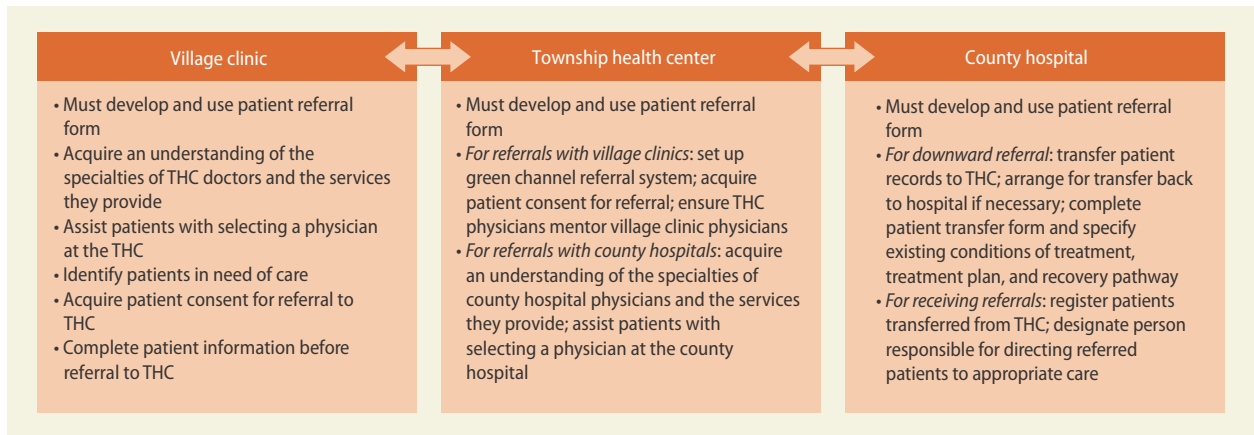 Village clinic
• Must develop and use patient referral
form
• Acquire an understanding of the
specialties of THC doctors and the services
they provide
• Assist patients with selecting a physician
at the THC
• Identify patients in need of care
• Acquire patient consent for referral to
THC
• Complete patient information before
referral to THC
Township health center
• Must develop and use patient referral
form
• For referrals with village clinics: set up
green channel referral system; acquire
patient consent for referral; ensure THC
physicians mentor village clinic physicians
• For referrals with county hospitals: acquire
an understanding of the specialties of
county hospital physicians and the services
they provide; assist patients with
selecting a physician at the county
hospital
County hospital
• Must develop and use patient referral
form
• For downward referral: transfer patient
records to THC; arrange for transfer back
to hospital if necessary; complete
patient transfer form and specify
existing conditions of treatment,
treatment plan, and recovery pathway
• For receiving referrals: register patients
transferred from THC; designate person
responsible for directing referred
patients to appropriate care